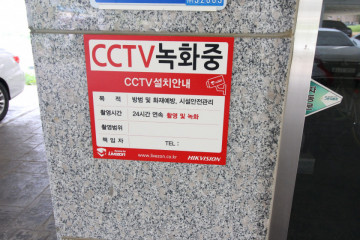 CCTV녹화중
CCTV설치안내
목 적 방범 및 화재예방, 시설안전관리
촬영시간 24시간 연속 촬영 및 녹화
촬영범위
책 임 자 TEL :
www.leeson.co.kr
HIKVISION